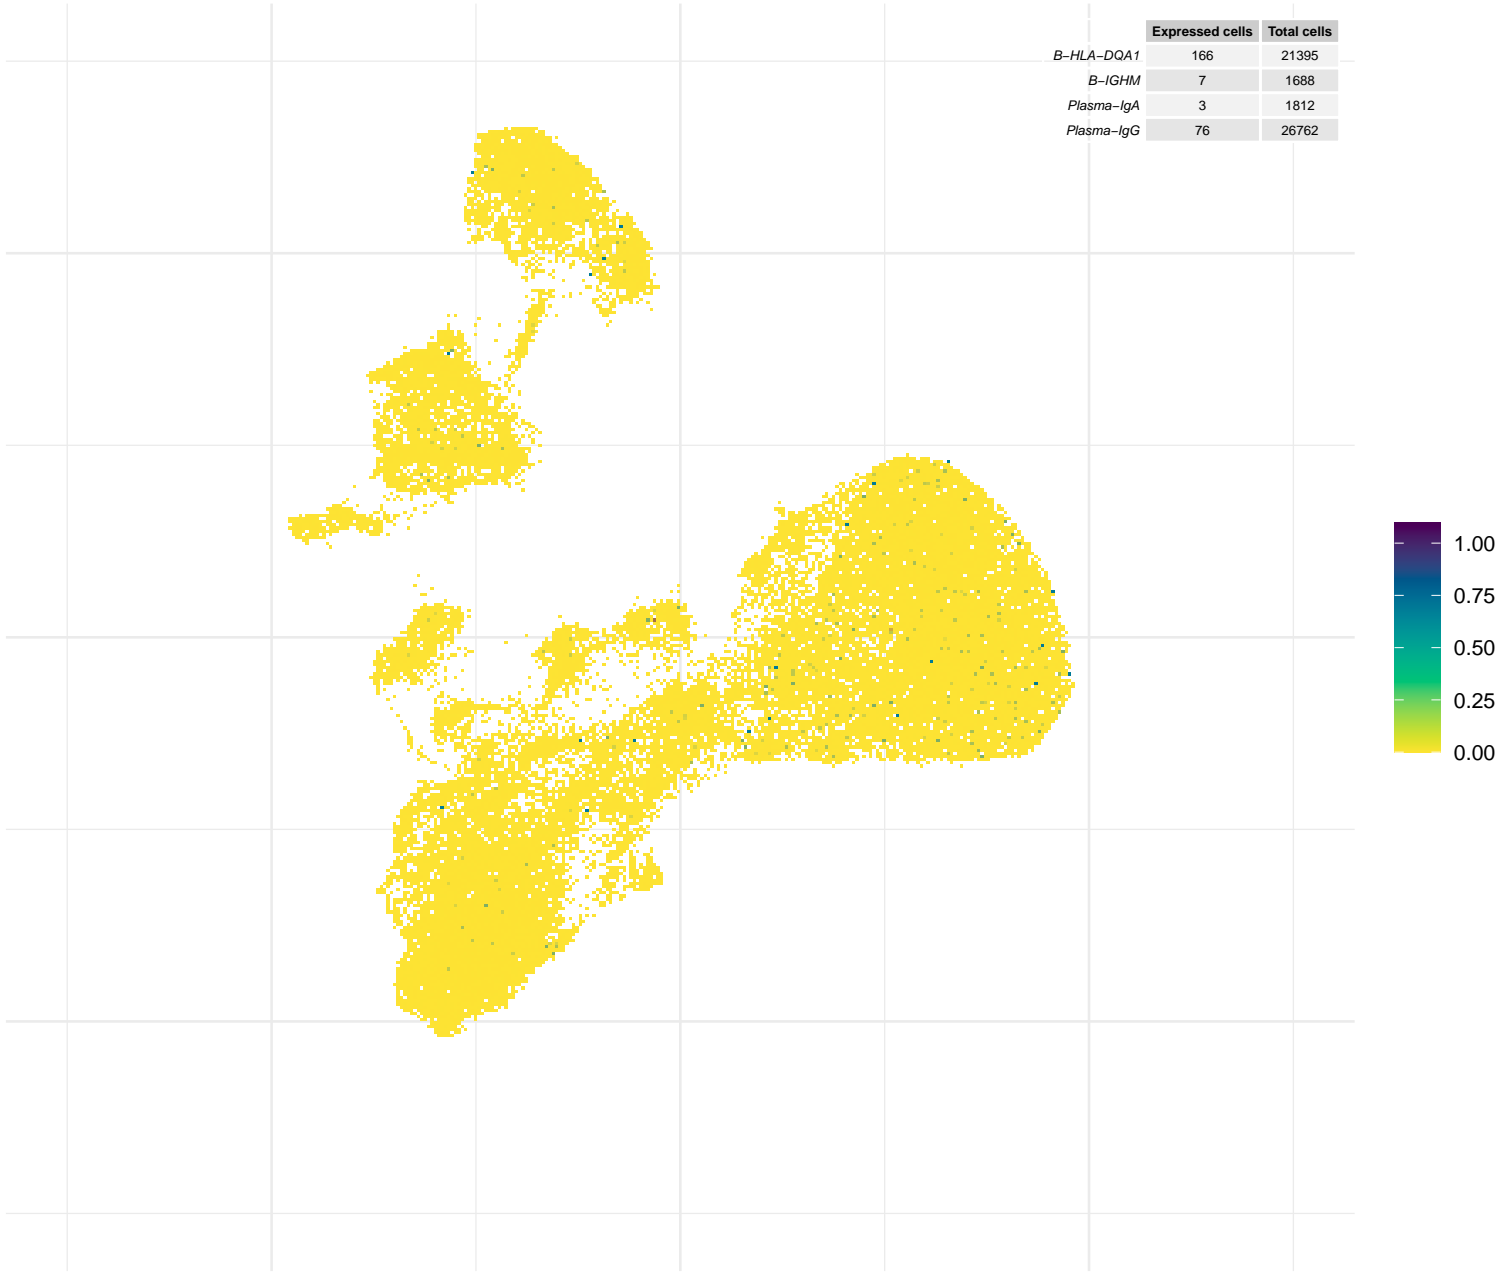 Expressed cells Total cells
B−HLA−DQA1 166 21395
B−IGHM 7 1688
Plasma−IgA 3 1812
Plasma−IgG 76 26762
1.00
0.75
0.50
0.25
0.00